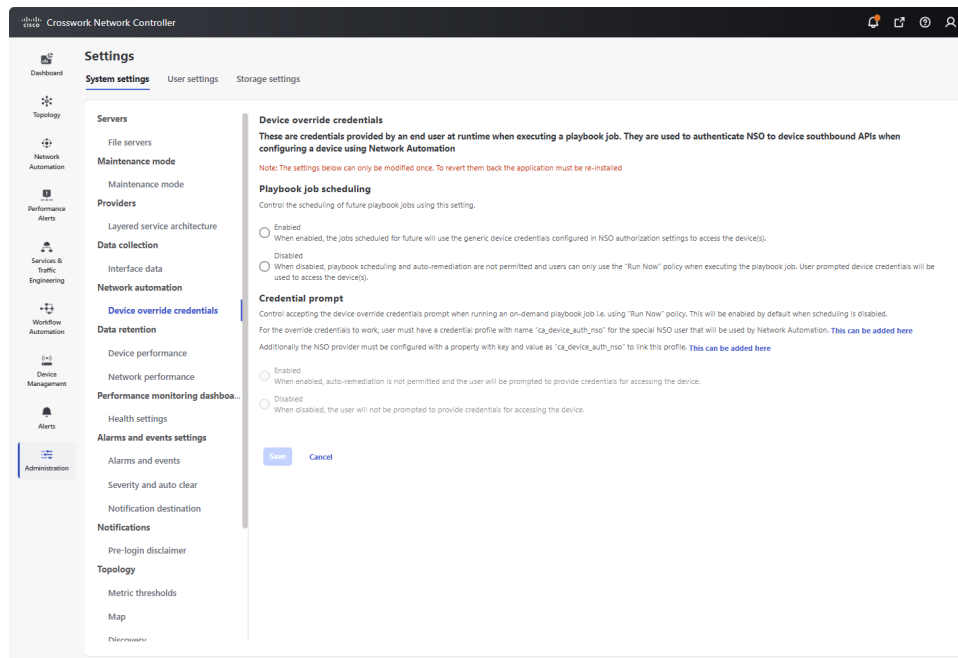 cisco Crosswork Network Controller
Dashboard
Topology
Network
Automation
Performance
Alerts
Services &
Traffic
Engineering
Workflow
Automation
Device
Management
Alerts
Administration
Settings
System settings User settings Storage settings
Servers
File servers
Maintenance mode
Maintenance mode
Providers
Layered service architecture
Data collection
Interface data
Network automation
Device override credentials
Data retention
Device performance
Network performance
Performance monitoring dashboa...
Health settings
Alarms and events settings
Alarms and events
Severity and auto clear
Notification destination
Notifications
Pre-login disclaimer
Topology
Metric thresholds
Map
Discovery
Device override credentials
These are credentials provided by an end user at runtime when executing a playbook job. They are used to authenticate NSO to device southbound APIs when
configuring a device using Network Automation
Note: The settings below can only be modified once. To revert them back the application must be re-installed
Playbook job scheduling
Control the scheduling of future playbook jobs using this setting.
Enabled
When enabled, the jobs scheduled for future will use the generic device credentials configured in NSO authorization settings to access the device(s).
Disabled
When disabled, playbook scheduling and auto-remediation are not permitted and users can only use the "Run Now" policy when executing the playbook job. User prompted device credentials will be
used to access the device(s).
Credential prompt
Control accepting the device override credentials prompt when running an on-demand playbook job i.e. using "Run Now" policy. This will be enabled by default when scheduling is disabled.
For the override credentials to work, user must have a credential profile with name "ca_device_auth_nso" for the special NSO user that will be used by Network Automation. This can be added here
Additionally the NSO provider must be configured with a property with key and value as "ca_device_auth_nso" to link this profile. This can be added here
Enabled
When enabled, auto-remediation is not permitted and the user will be prompted to provide credentials for accessing the device.
Disabled
When disabled, the user will not be prompted to provide credentials for accessing the device.
Save Cancel